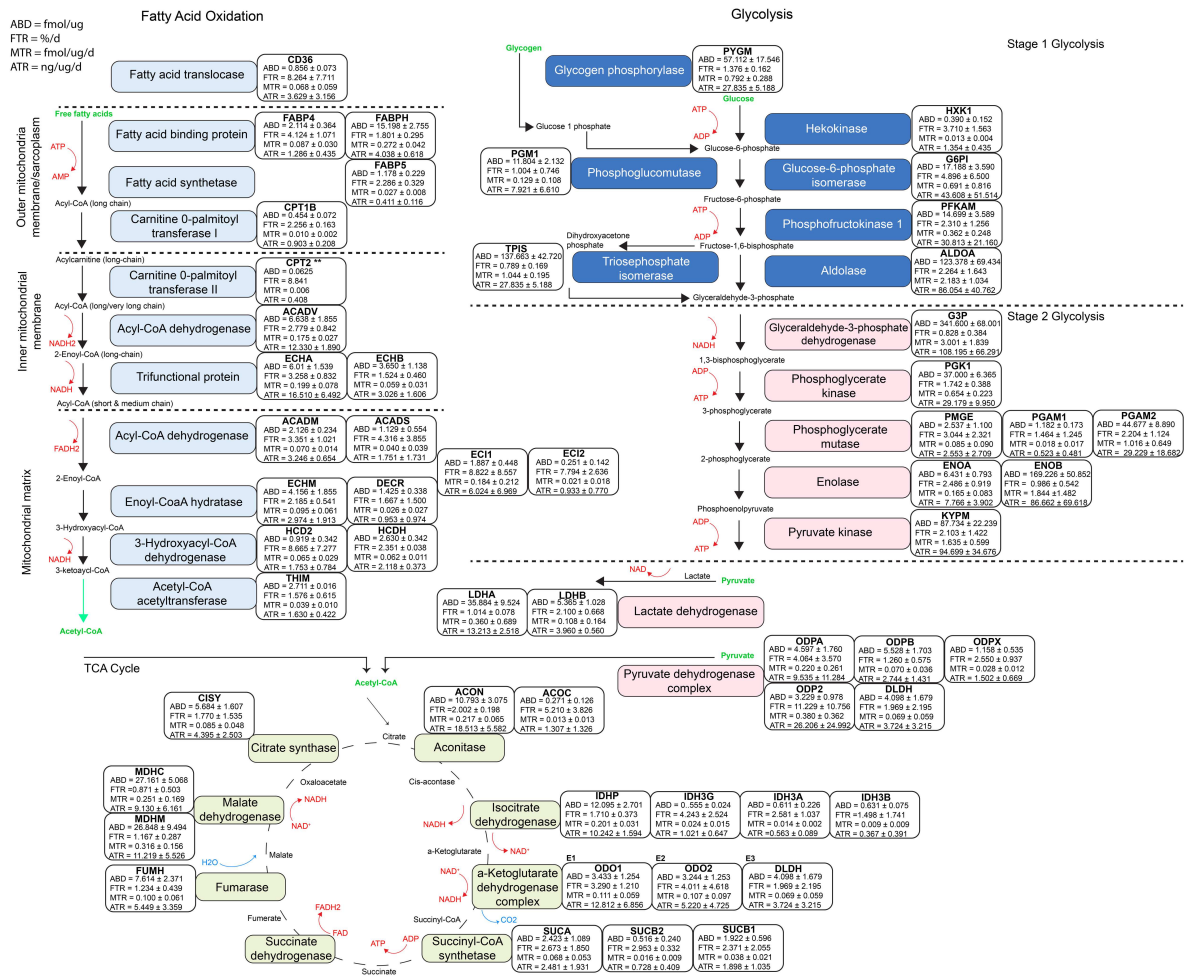 ABD = fmol/ug
FTR = %/d
MTR = fmol/ug/d
ATR = ng/ug/d
Fatty Acid Oxidation
Fatty acid translocase
CD36
ABD = 0.856 ± 0.073
FTR = 8.264 ± 7.711
MTR = 0.068 ± 0.059
ATR = 3.629 ± 3.156
Outer mitochondria
membrane/sarcoplasm
Free fatty acids
ATP
AMP
Fatty acid binding protein
FABP4
ABD = 2.114 ± 0.364
FTR = 4.124 ± 1.071
MTR = 0.087 ± 0.030
ATR = 1.286 ± 0.435
FABPH
ABD = 15.198 ± 2.755
FTR = 1.801 ± 0.295
MTR = 0.272 ± 0.042
ATR = 4.038 ± 0.618
Fatty acid synthetase
FABP5
ABD = 1.178 ± 0.229
FTR = 2.286 ± 0.329
MTR = 0.027 ± 0.008
ATR = 0.411 ± 0.116
Acyl-CoA (long chain)
Carnitine 0-palmitoyl
transferase I
CPT1B
ABD = 0.454 ± 0.072
FTR = 2.256 ± 0.163
MTR = 0.010 ± 0.002
ATR = 0.903 ± 0.208
Inner mitochondrial
membrane
Acylcarnitine (long-chain)
Carnitine 0-palmitoyl
transferase II
CPT2 **
ABD = 0.0625
FTR = 8.841
MTR = 0.006
ATR = 0.408
Acyl-CoA (long/very long chain)
NADH2
Acyl-CoA dehydrogenase
ACADV
ABD = 6.638 ± 1.855
FTR = 2.779 ± 0.842
MTR = 0.175 ± 0.027
ATR = 12.330 ± 1.890
2-Enoyl-CoA (long-chain)
NADH
Trifunctional protein
ECHA
ABD = 6.01 ± 1.539
FTR = 3.258 ± 0.832
MTR = 0.199 ± 0.078
ATR = 16.510 ± 6.492
ECHB
ABD = 3.650 ± 1.138
FTR = 1.524 ± 0.460
MTR = 0.059 ± 0.031
ATR = 3.026 ± 1.606
Acyl-CoA (short & medium chain)
Mitochondrial matrix
FADH2
Acyl-CoA dehydrogenase
ACADM
ABD = 2.126 ± 0.234
FTR = 3.351 ± 1.021
MTR = 0.070 ± 0.014
ATR = 3.246 ± 0.654
ACADS
ABD = 1.129 ± 0.554
FTR = 4.316 ± 3.855
MTR = 0.040 ± 0.039
ATR = 1.751 ± 1.731
ECI1
ABD = 1.887 ± 0.448
FTR = 8.822 ± 8.557
MTR = 0.184 ± 0.212
ATR = 6.024 ± 6.969
ECI2
ABD = 0.251 ± 0.142
FTR = 7.794 ± 2.636
MTR = 0.021 ± 0.018
ATR = 0.933 ± 0.770
2-Enoyl-CoA
Enoyl-CoaA hydratase
ECHM
ABD = 4.156 ± 1.855
FTR = 2.185 ± 0.541
MTR = 0.095 ± 0.061
ATR = 2.974 ± 1.913
DECR
ABD = 1.425 ± 0.338
FTR = 1.667 ± 1.500
MTR = 0.026 ± 0.027
ATR = 0.953 ± 0.974
3-Hydroxyacyl-CoA
NADH
3-Hydroxyacyl-CoA
dehydrogenase
HCD2
ABD = 0.919 ± 0.342
FTR = 8.665 ± 7.277
MTR = 0.065 ± 0.029
ATR = 1.753 ± 0.784
HCDH
ABD = 2.630 ± 0.342
FTR = 2.351 ± 0.038
MTR = 0.062 ± 0.011
ATR = 2.118 ± 0.373
3-ketoaycl-CoA
Acetyl-CoA
acetyltransferase
THIM
ABD = 2.711 ± 0.016
FTR = 1.576 ± 0.615
MTR = 0.039 ± 0.010
ATR = 1.630 ± 0.422
Acetyl-CoA
Glycolysis
Stage 1 Glycolysis
Glycogen
Glycogen phosphorylase
PYGM
ABD = 57.112 ± 17.546
FTR = 1.376 ± 0.162
MTR = 0.792 ± 0.288
ATR = 27.835 ± 5.188
Glucose
ATP
ADP
Hekokinase
HXK1
ABD = 0.390 ± 0.152
FTR = 3.710 ± 1.563
MTR = 0.013 ± 0.004
ATR = 1.354 ± 0.435
Glucose 1 phosphate
Glucose-6-phosphate
PGM1
ABD = 11.804 ± 2.132
FTR = 1.004 ± 0.746
MTR = 0.129 ± 0.108
ATR = 7.921 ± 6.610
Phosphoglucomutase
Glucose-6-phosphate
isomerase
G6PI
ABD = 17.188 ± 3.590
FTR = 4.896 ± 6.500
MTR = 0.691 ± 0.816
ATR = 43.608 ± 51.514
Fructose-6-phosphate
ATP
ADP
Phosphofructokinase 1
PFKAM
ABD = 14.699 ± 3.589
FTR = 2.310 ± 1.256
MTR = 0.362 ± 0.248
ATR = 30.813 ± 21.160
Dihydroxyacetone
phosphate
Fructose-1,6-bisphosphate
TPIS
ABD = 137.663 ± 42.720
FTR = 0.789 ± 0.169
MTR = 1.044 ± 0.195
ATR = 27.835 ± 5.188
Triosephosphate
isomerase
Aldolase
ALDOA
ABD = 123.378 ± 69.434
FTR = 2.264 ± 1.643
MTR = 2.183 ± 1.034
ATR = 86.054 ± 40.762
Glyceraldehyde-3-phosphate
Stage 2 Glycolysis
NADH
Glyceraldehyde-3-phosphate
dehydrogenase
G3P
ABD = 341.600 ± 68.001
FTR = 0.828 ± 0.384
MTR = 3.001 ± 1.839
ATR = 108.195 ± 66.291
1,3-bisphosphoglycerate
ADP
ATP
Phosphoglycerate
kinase
PGK1
ABD = 37.000 ± 6.365
FTR = 1.742 ± 0.388
MTR = 0.654 ± 0.223
ATR = 29.179 ± 9.950
3-phosphoglycerate
Phosphoglycerate
mutase
PMGE
ABD = 2.537 ± 1.100
FTR = 3.044 ± 2.321
MTR = 0.085 ± 0.090
ATR = 2.553 ± 2.709
PGAM1
ABD = 1.182 ± 0.173
FTR = 1.464 ± 1.245
MTR = 0.018 ± 0.017
ATR = 0.523 ± 0.481
PGAM2
ABD = 44.677 ± 8.890
FTR = 2.204 ± 1.124
MTR = 0.016 ± 0.649
ATR = 29.229 ± 18.682
2-phosphoglycerate
Enolase
ENOA
ABD = 6.431 ± 0.793
FTR = 2.486 ± 0.919
MTR = 0.165 ± 0.083
ATR = 7.766 ± 3.902
ENOB
ABD = 169.226 ± 50.852
FTR = 0.986 ± 0.542
MTR = 1.844 ±1.482
ATR = 86.662 ± 69.618
Phosphoenolpyruvate
ADP
ATP
Pyruvate kinase
KYPM
ABD = 87.734 ± 22.239
FTR = 2.103 ± 1.422
MTR = 1.635 ± 0.599
ATR = 94.699 ± 34.676
NAD
Lactate
Pyruvate
LDHA
ABD = 35.884 ± 9.524
FTR = 1.014 ± 0.078
MTR = 0.360 ± 0.689
ATR = 13.213 ± 2.518
LDHB
ABD = 5.365 ± 1.028
FTR = 2.100 ± 0.668
MTR = 0.108 ± 0.164
ATR = 3.960 ± 0.560
Lactate dehydrogenase
Pyruvate
Pyruvate dehydrogenase
complex
ODPA
ABD = 4.597 ± 1.760
FTR = 4.064 ± 3.570
MTR = 0.220 ± 0.261
ATR = 9.535 ± 11.284
ODPB
ABD = 5.528 ± 1.703
FTR = 1.260 ± 0.575
MTR = 0.070 ± 0.036
ATR = 2.744 ± 1.431
ODPX
ABD = 1.158 ± 0.535
FTR = 2.550 ± 0.937
MTR = 0.028 ± 0.012
ATR = 1.502 ± 0.669
ODP2
ABD = 3.229 ± 0.978
FTR = 11.229 ± 10.756
MTR = 0.380 ± 0.362
ATR = 26.206 ± 24.992
DLDH
ABD = 4.098 ± 1.679
FTR = 1.969 ± 2.195
MTR = 0.069 ± 0.059
ATR = 3.724 ± 3.215
TCA Cycle
Acetyl-CoA
CISY
ABD = 5.684 ± 1.607
FTR = 1.770 ± 1.535
MTR = 0.085 ± 0.048
ATR = 4.395 ± 2.503
Citrate synthase
Citrate
ACON
ABD = 10.793 ± 3.075
FTR =2.002 ± 0.198
MTR = 0.217 ± 0.065
ATR = 18.513 ± 5.582
ACOC
ABD = 0.271 ± 0.126
FTR = 5.210 ± 3.826
MTR = 0.013 ± 0.013
ATR = 1.307 ± 1.326
Aconitase
Cis-acontase
Oxaloacetate
MDHC
ABD = 27.161 ± 5.068
FTR =0.871 ± 0.503
MTR = 0.251 ± 0.169
ATR = 9.130 ± 6.161
MDHM
ABD = 26.848 ± 9.494
FTR = 1.167 ± 0.287
MTR = 0.316 ± 0.156
ATR = 11.219 ± 5.526
Malate
dehydrogenase
NADH
NAD⁺
Malate
H2O
Isocitrate
dehydrogenase
NADH
NAD⁺
IDHP
ABD = 12.095 ± 2.701
FTR = 1.710 ± 0.373
MTR = 0.201 ± 0.031
ATR = 10.242 ± 1.594
IDH3G
ABD = 0..555 ± 0.024
FTR = 4.243 ± 2.524
MTR = 0.024 ± 0.015
ATR = 1.021 ± 0.647
IDH3A
ABD = 0.611 ± 0.226
FTR = 2.581 ± 1.037
MTR = 0.014 ± 0.002
ATR =0.563 ± 0.089
IDH3B
ABD = 0.631 ± 0.075
FTR =1.498 ± 1.741
MTR = 0.009 ± 0.009
ATR = 0.367 ± 0.391
a-Ketoglutarate
FUMH
ABD = 7.614 ± 2.371
FTR = 1.234 ± 0.439
MTR = 0.100 ± 0.061
ATR = 5.449 ± 3.359
Fumarase
Fumerate
NAD⁺
NADH
a-Ketoglutarate
dehydrogenase
complex
CO2
E1
ODO1
ABD = 3.433 ± 1.254
FTR = 3.290 ± 1.210
MTR = 0.111 ± 0.059
ATR = 12.812 ± 6.856
E2
ODO2
ABD = 3.244 ± 1.253
FTR = 4.011 ± 4.618
MTR = 0.107 ± 0.097
ATR = 5.220 ± 4.725
E3
DLDH
ABD = 4.098 ± 1.679
FTR = 1.969 ± 2.195
MTR = 0.069 ± 0.059
ATR = 3.724 ± 3.215
Succinyl-CoA
Succinate
dehydrogenase
FADH2
FAD
ATP
ADP
Succinate
Succinyl-CoA
synthetase
SUCA
ABD = 2.423 ± 1.089
FTR = 2.673 ± 1.850
MTR = 0.068 ± 0.053
ATR = 2.481 ± 1.931
SUCB2
ABD = 0.516 ± 0.240
FTR = 2.953 ± 0.332
MTR = 0.016 ± 0.009
ATR = 0.728 ± 0.409
SUCB1
ABD = 1.922 ± 0.596
FTR = 2.371 ± 2.055
MTR = 0.038 ± 0.021
ATR = 1.898 ± 1.035